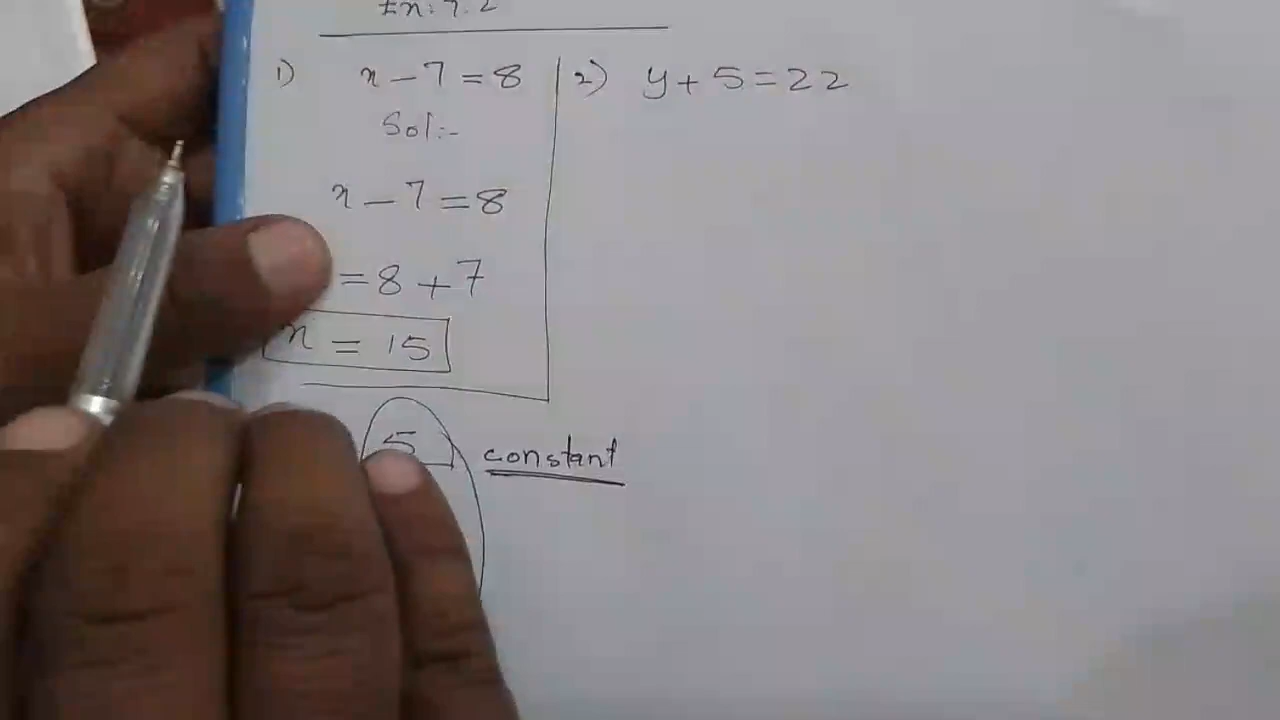 1) x - 7 = 8
Sol:-
x - 7 = 8
= 8 + 7
x = 15
5 constant
2) y + 5 = 22